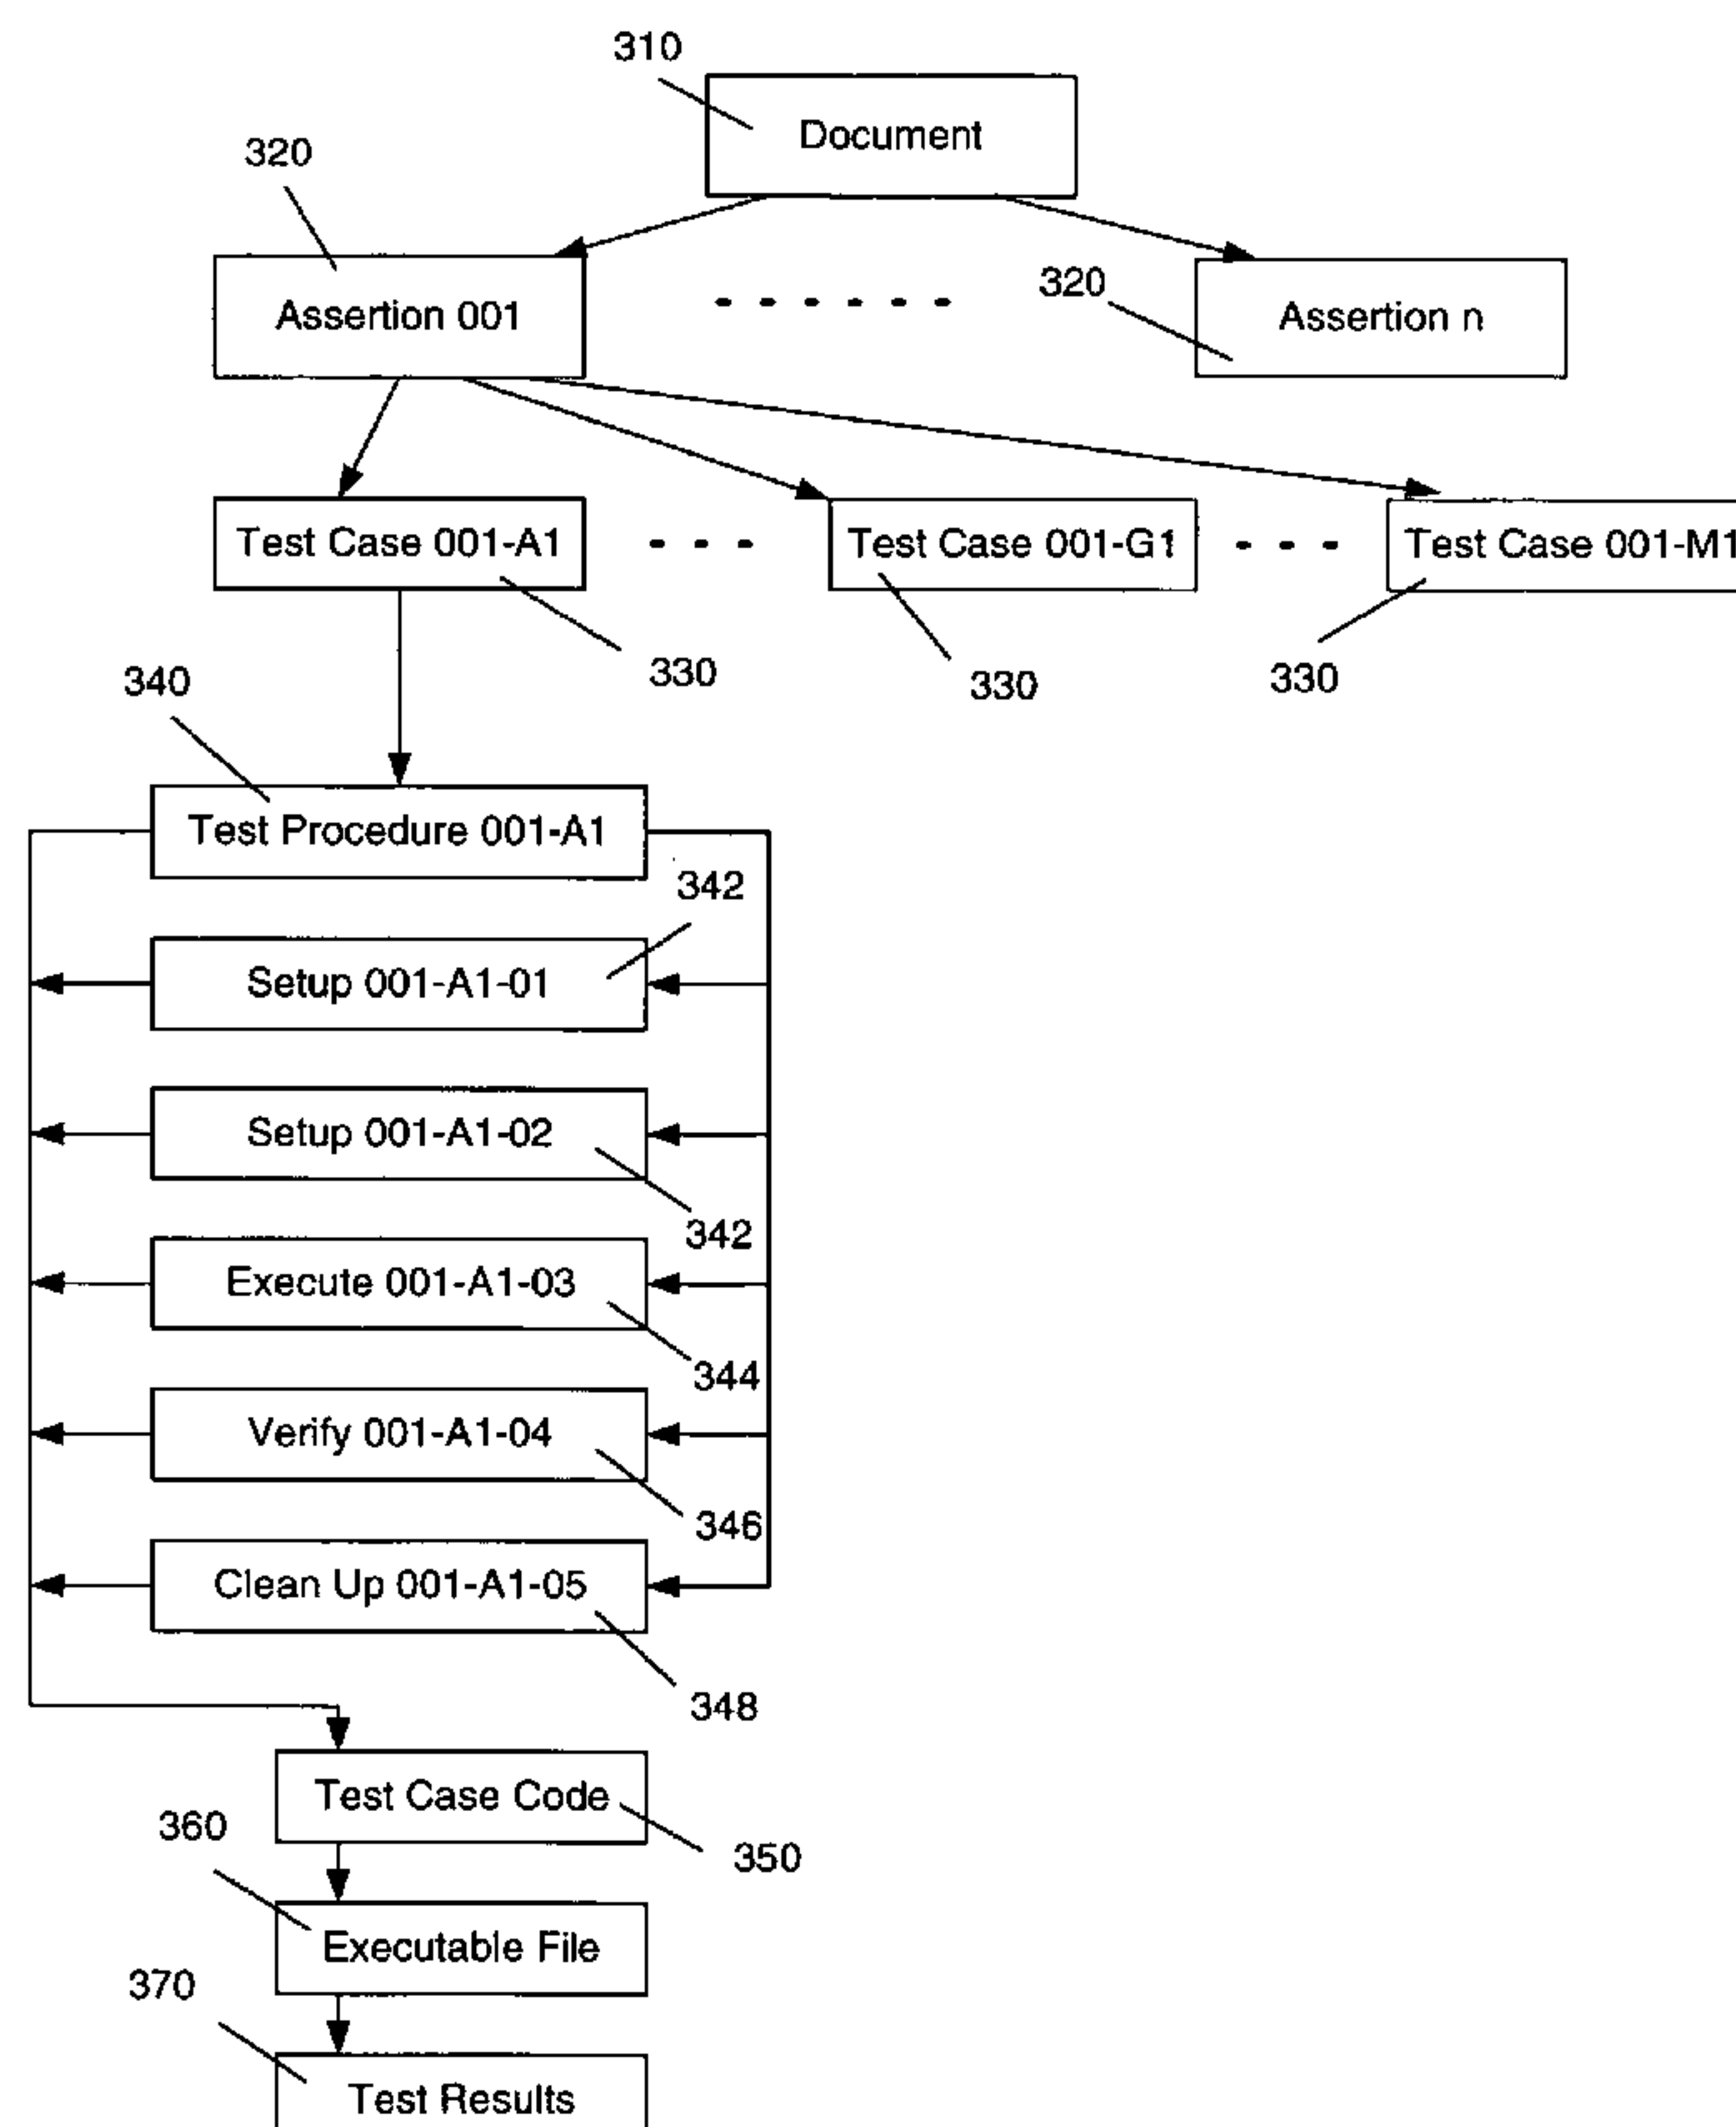 310
Document
320
Assertion 001
320
Assertion n
Test Case 001-A1
Test Case 001-G1
Test Case 001-M1
330
330
330
340
Test Procedure 001-A1
342
Setup 001-A1-01
Setup 001-A1-02
342
Execute 001-A1-03
344
Verify 001-A1-04
346
Clean Up 001-A1-05
348
Test Case Code
350
360
Executable File
370
Test Results